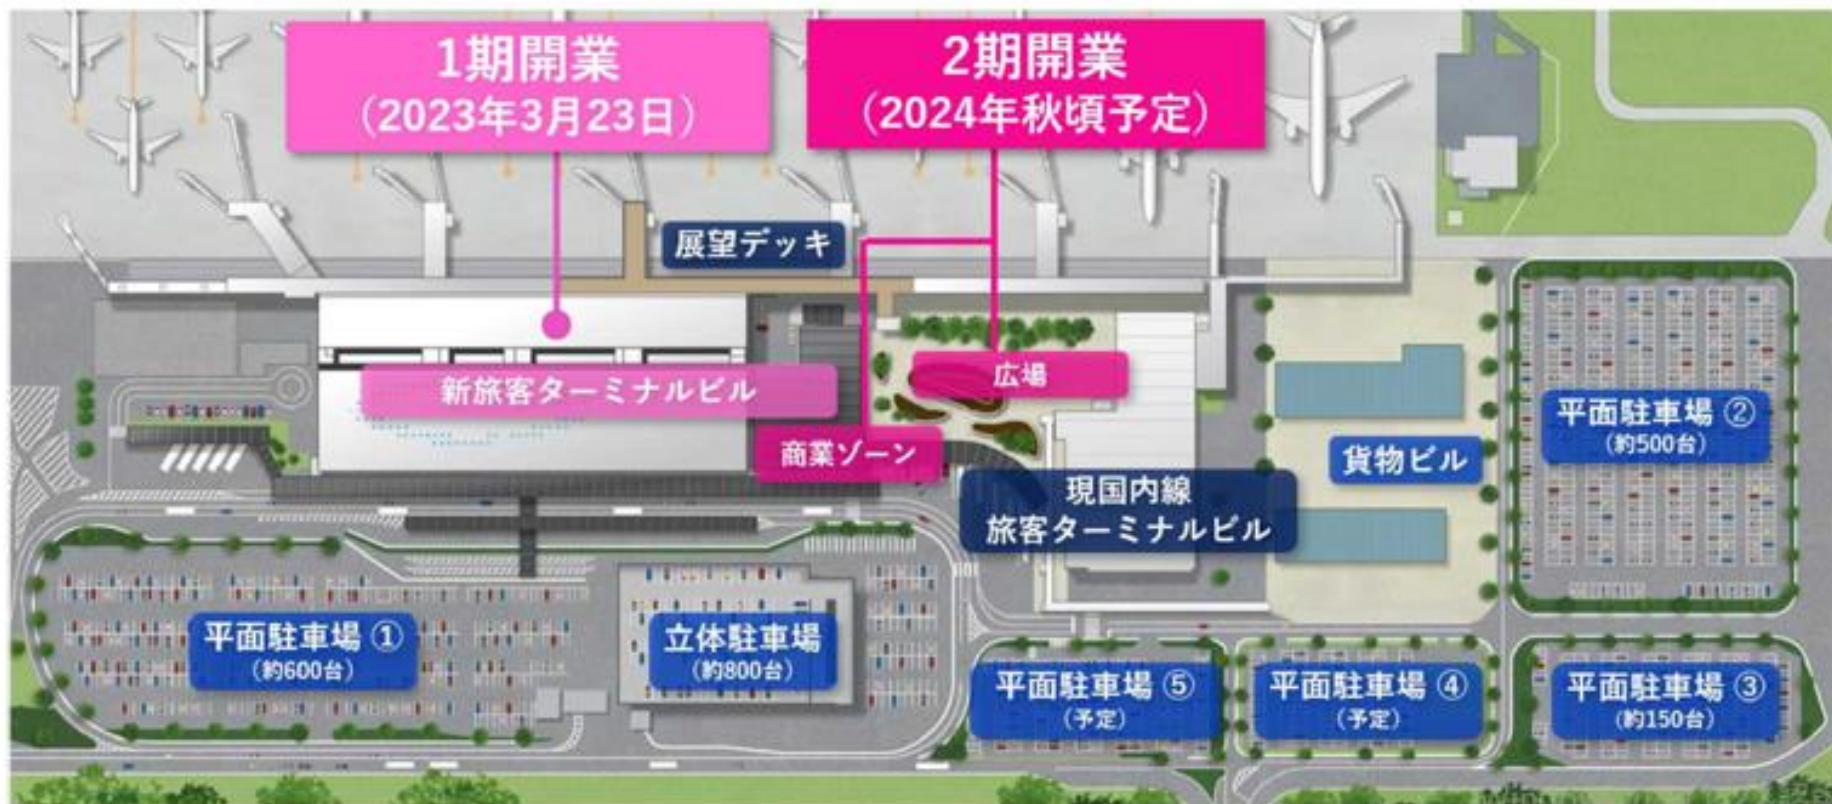 1期開業
（2023年3月23日）
2期開業
（2024年秋頃予定）
展望デッキ
新旅客ターミナルビル
広場
商業ゾーン
現国内線
旅客ターミナルビル
貨物ビル
平面駐車場 ②
（約500台）
平面駐車場 ①
（約600台）
立体駐車場
（約800台）
平面駐車場 ⑤
（予定）
平面駐車場 ④
（予定）
平面駐車場 ③
（約150台）